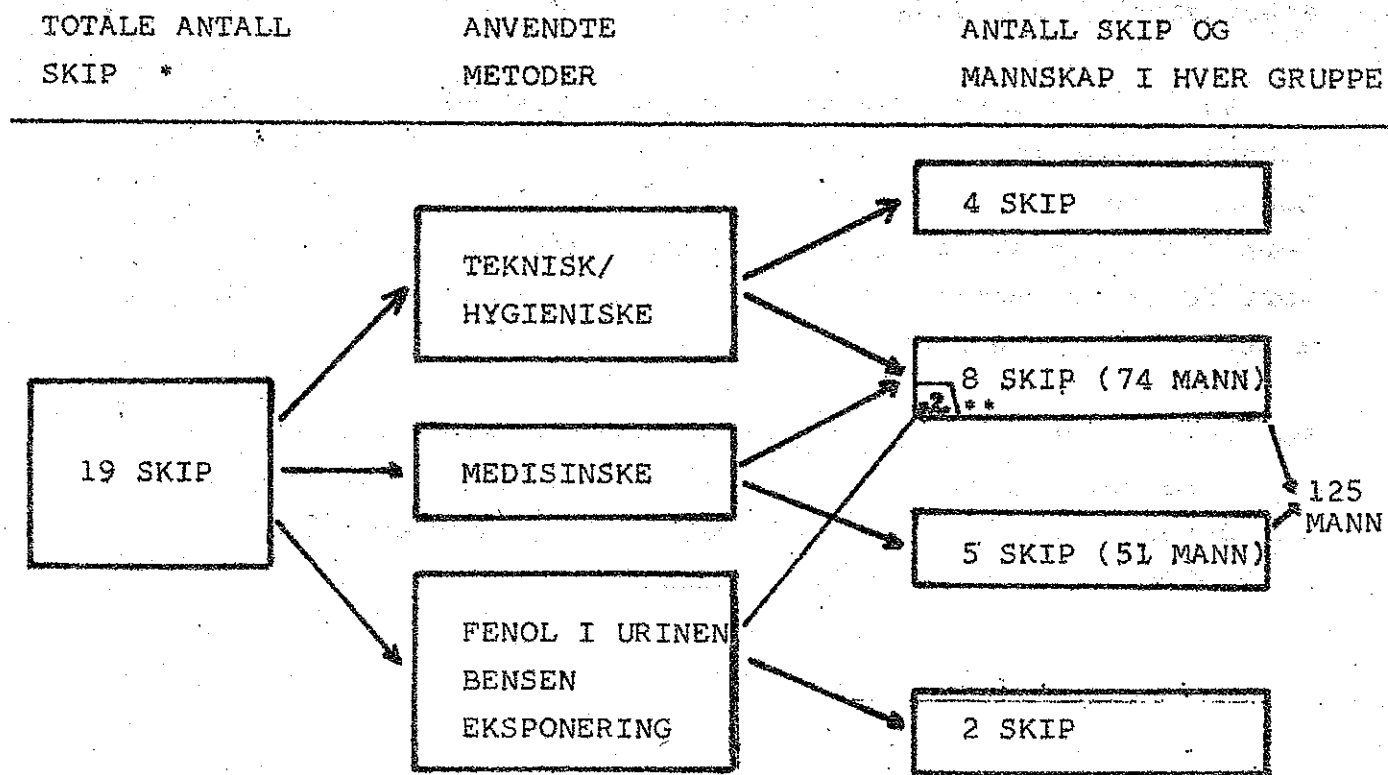 TOTALE ANTALL
SKIP *
ANVENDTE
METODER
ANTALL SKIP OG
MANNSKAP I HVER GRUPPE
19 SKIP
TEKNISK/
HYGIENISKE
MEDISINSKE
FENOL I URINEN
BENSEN
EKSPONERING
4 SKIP
8 SKIP (74 MANN)
2 **
5 SKIP (51 MANN)
2 SKIP
125
MANN